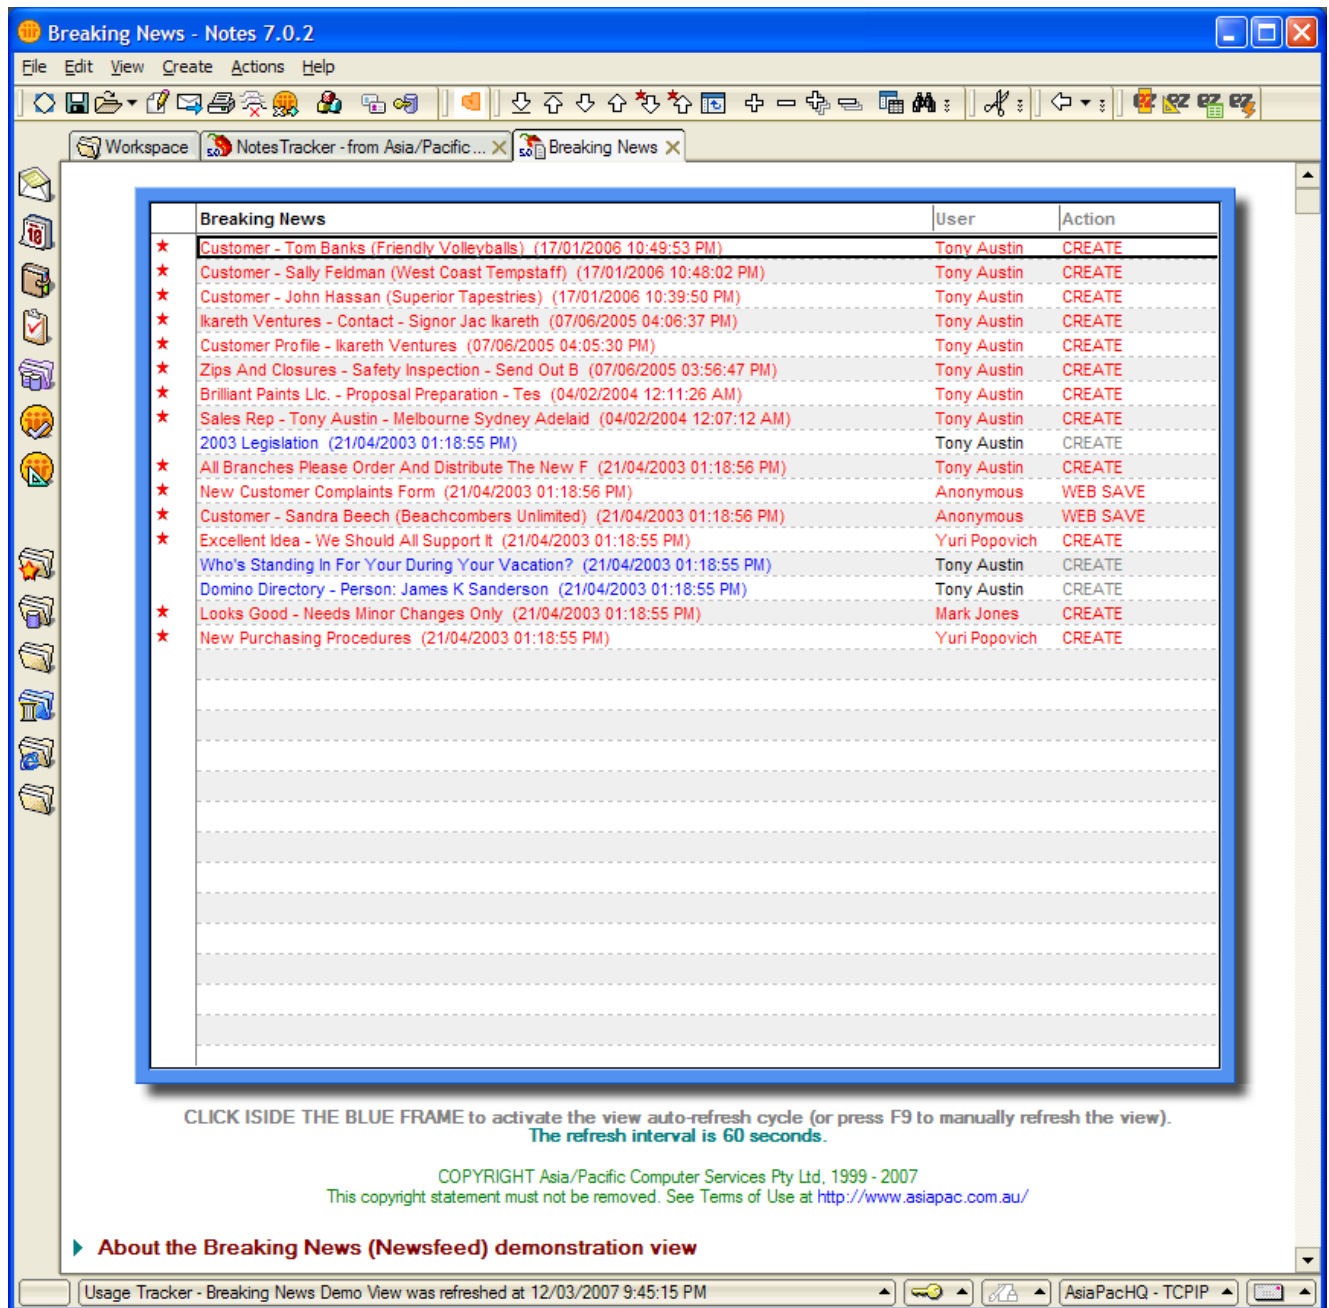 Breaking News - Notes 7.0.2
File Edit View Create Actions Help
Workspace NotesTracker - from Asia/Pacific ... Breaking News
Breaking News User Action
Customer - Tom Banks (Friendly Volleyballs) (17/01/2006 10:49:53 PM) Tony Austin CREATE
Customer - Sally Feldman (West Coast Tempstaff) (17/01/2006 10:48:02 PM) Tony Austin CREATE
Customer - John Hassan (Superior Tapestries) (17/01/2006 10:39:50 PM) Tony Austin CREATE
Ikareth Ventures - Contact - Signor Jac Ikareth (07/06/2005 04:06:37 PM) Tony Austin CREATE
Customer Profile - Ikareth Ventures (07/06/2005 04:05:30 PM) Tony Austin CREATE
Zips And Closures - Safety Inspection - Send Out B (07/06/2005 03:56:47 PM) Tony Austin CREATE
Brilliant Paints Llc. - Proposal Preparation - Tes (04/02/2004 12:11:26 AM) Tony Austin CREATE
Sales Rep - Tony Austin - Melbourne Sydney Adelaid (04/02/2004 12:07:12 AM) Tony Austin CREATE
2003 Legislation (21/04/2003 01:18:55 PM) Tony Austin CREATE
All Branches Please Order And Distribute The New F (21/04/2003 01:18:56 PM) Tony Austin CREATE
New Customer Complaints Form (21/04/2003 01:18:56 PM) Anonymous WEB SAVE
Customer - Sandra Beech (Beachcombers Unlimited) (21/04/2003 01:18:56 PM) Anonymous WEB SAVE
Excellent Idea - We Should All Support It (21/04/2003 01:18:55 PM) Yuri Popovich CREATE
Who's Standing In For Your During Your Vacation? (21/04/2003 01:18:55 PM) Tony Austin CREATE
Domino Directory - Person: James K Sanderson (21/04/2003 01:18:55 PM) Tony Austin CREATE
Looks Good - Needs Minor Changes Only (21/04/2003 01:18:55 PM) Mark Jones CREATE
New Purchasing Procedures (21/04/2003 01:18:55 PM) Yuri Popovich CREATE
CLICK ISIDE THE BLUE FRAME to activate the view auto-refresh cycle (or press F9 to manually refresh the view).
The refresh interval is 60 seconds.
COPYRIGHT Asia/Pacific Computer Services Pty Ltd, 1999 - 2007
This copyright statement must not be removed. See Terms of Use at http://www.asiapac.com.au/
About the Breaking News (Newsfeed) demonstration view
Usage Tracker - Breaking News Demo View was refreshed at 12/03/2007 9:45:15 PM AsiaPacHQ - TCPIP